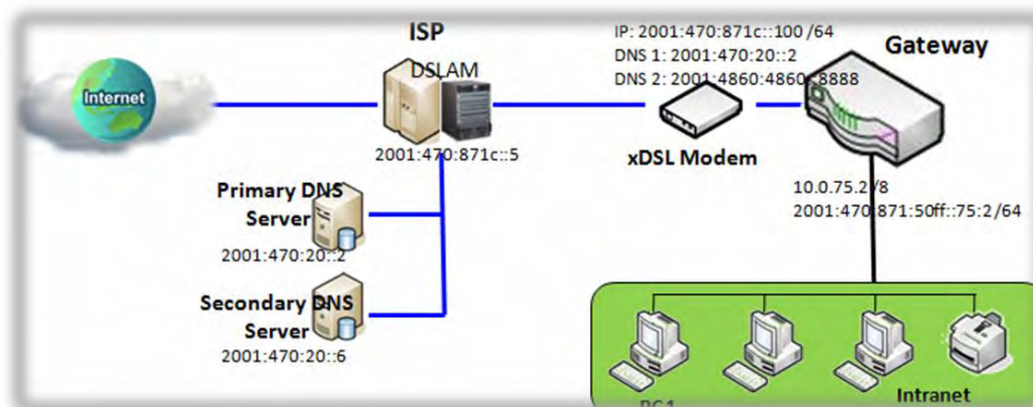 ISP
DSLAM
Internet
2001:470:871c::5
IP: 2001:470:871c::100 /64
DNS 1: 2001:470:20::2
DNS 2: 2001:4860:4860::8888
Gateway
xDSL Modem
10.0.75.2/8
2001:470:871:50ff::75:2 /64
Primary DNS
Server
2001:470:20::2
Secondary DNS
Server
2001:470:20::6
PC1
Intranet